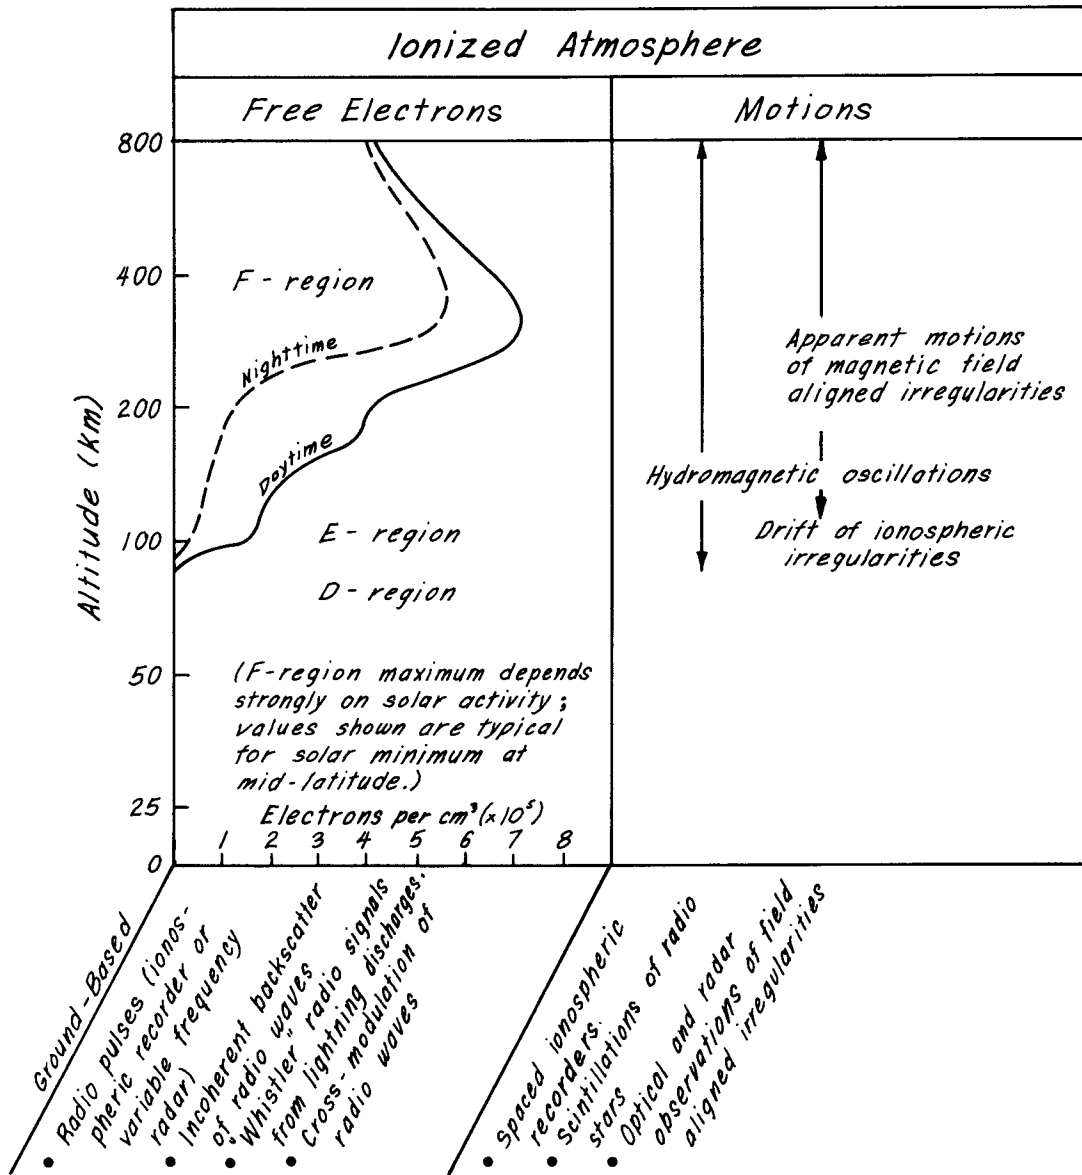 Ionized Atmosphere
Free Electrons
Motions
800
400
200
100
50
25
0
Altitude (km)
F - region
Nighttime
Daytime
E - region
D - region
(F-region maximum depends
strongly on solar activity;
values shown are typical
for solar minimum at
mid-latitude.)
Electrons per cm³ (×10⁵)
1 2 3 4 5 6 7 8
Apparent motions
of magnetic field
aligned irregularities
Hydromagnetic oscillations
Drift of ionospheric
irregularities
Ground-Based
• Radio pulses (ionos-
pheric recorder or
variable frequency
radar)
• Incoherent backscatter
of radio waves
• "Whistler" radio signals
from lightning discharges.
• Cross-modulation of
radio waves
• Spaced ionospheric
recorders.
• Scintillations of radio
stars
• Optical and radar
observations of field
aligned irregularities